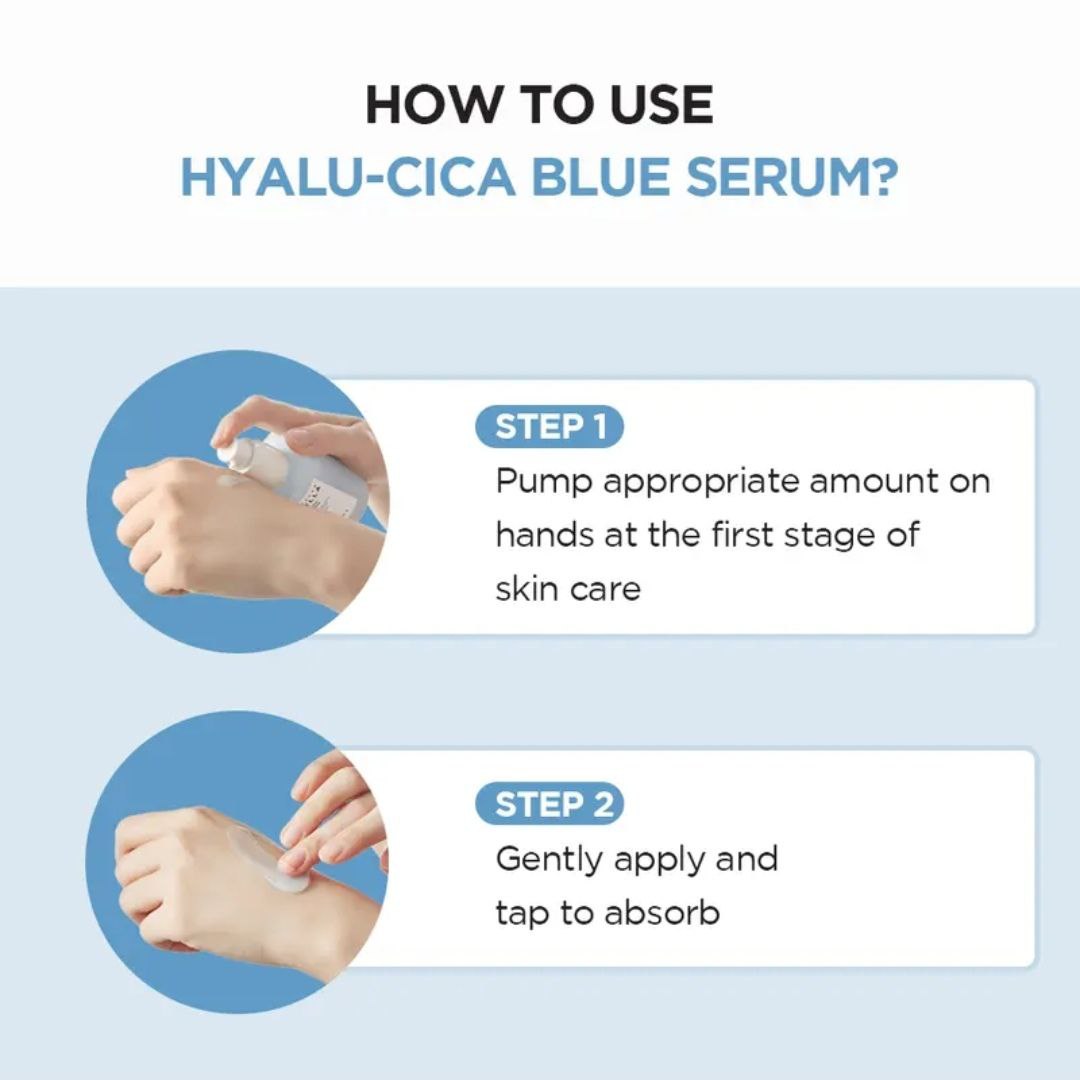 HOW TO USE
HYALU-CICA BLUE SERUM?
STEP 1
Pump appropriate amount on
hands at the first stage of
skin care
STEP 2
Gently apply and
tap to absorb